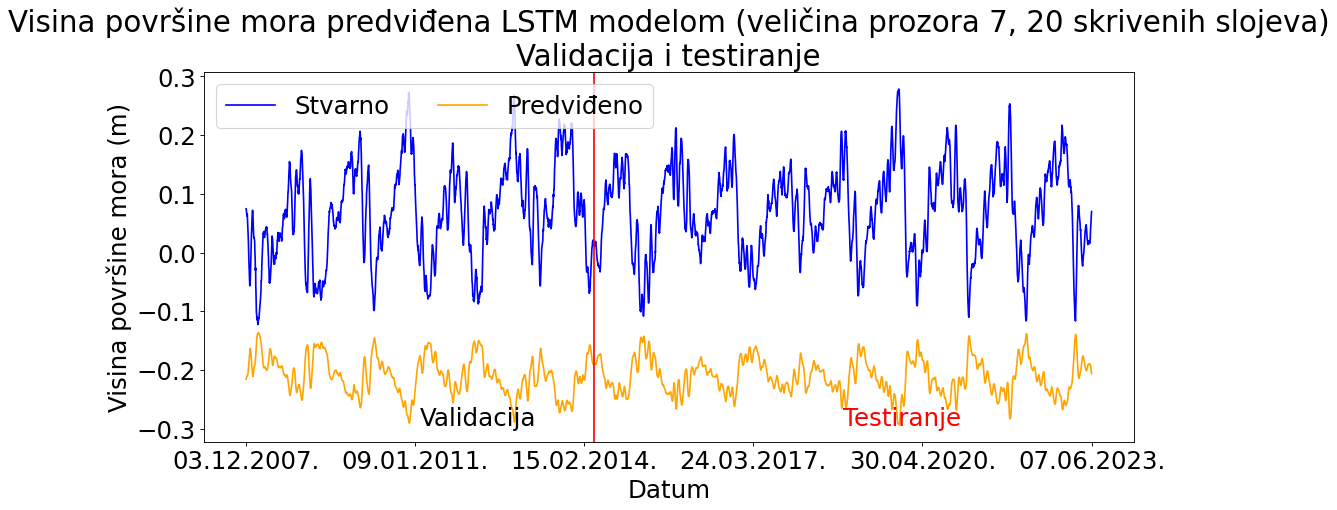 Visina površine mora predviđena LSTM modelom (veličina prozora 7, 20 skrivenih slojeva)
Validacija i testiranje
Stvarno
Predviđeno
Visina površine mora (m)
0.3
0.2
0.1
0.0
−0.1
−0.2
−0.3
Validacija
Testiranje
03.12.2007.
09.01.2011.
15.02.2014.
24.03.2017.
30.04.2020.
07.06.2023.
Datum